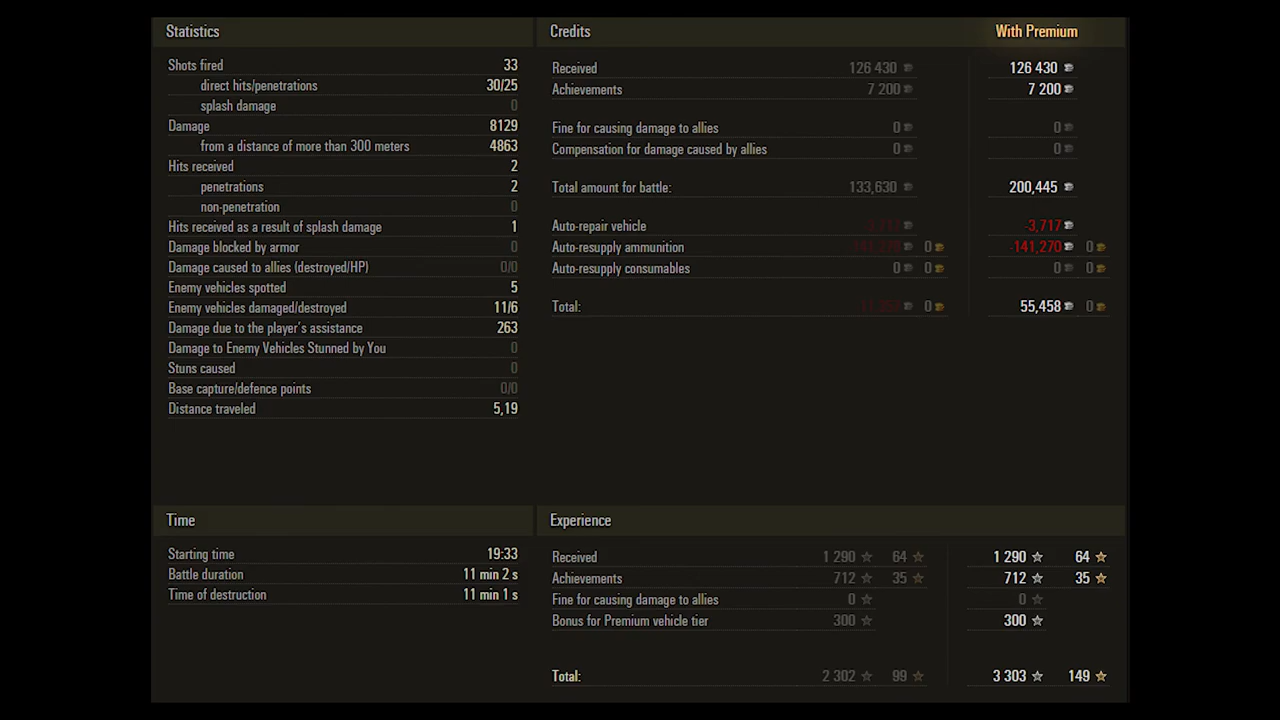 Statistics
Shots fired 33
direct hits/penetrations 30/25
splash damage 0
Damage 8129
from a distance of more than 300 meters 4863
Hits received 2
penetrations 2
non-penetration 0
Hits received as a result of splash damage 1
Damage blocked by armor 0
Damage caused to allies (destroyed/HP) 0/0
Enemy vehicles spotted 5
Enemy vehicles damaged/destroyed 11/6
Damage due to the player's assistance 263
Damage to Enemy Vehicles Stunned by You 0
Stuns caused 0
Base capture/defence points 0/0
Distance traveled 5,19
Credits With Premium
Received 126 430 126 430
Achievements 7 200 7 200
Fine for causing damage to allies 0 0
Compensation for damage caused by allies 0 0
Total amount for battle: 133,630 200,445
Auto-repair vehicle -3,717 -3,717
Auto-resupply ammunition -141,270 0 -141,270 0
Auto-resupply consumables 0 0 0 0
Total: 0 55,458 0
Time
Starting time 19:33
Battle duration 11 min 2 s
Time of destruction 11 min 1 s
Experience
Received 1 290 64 1 290 64
Achievements 712 35 712 35
Fine for causing damage to allies 0 0
Bonus for Premium vehicle tier 300 300
Total: 2 302 99 3 303 149